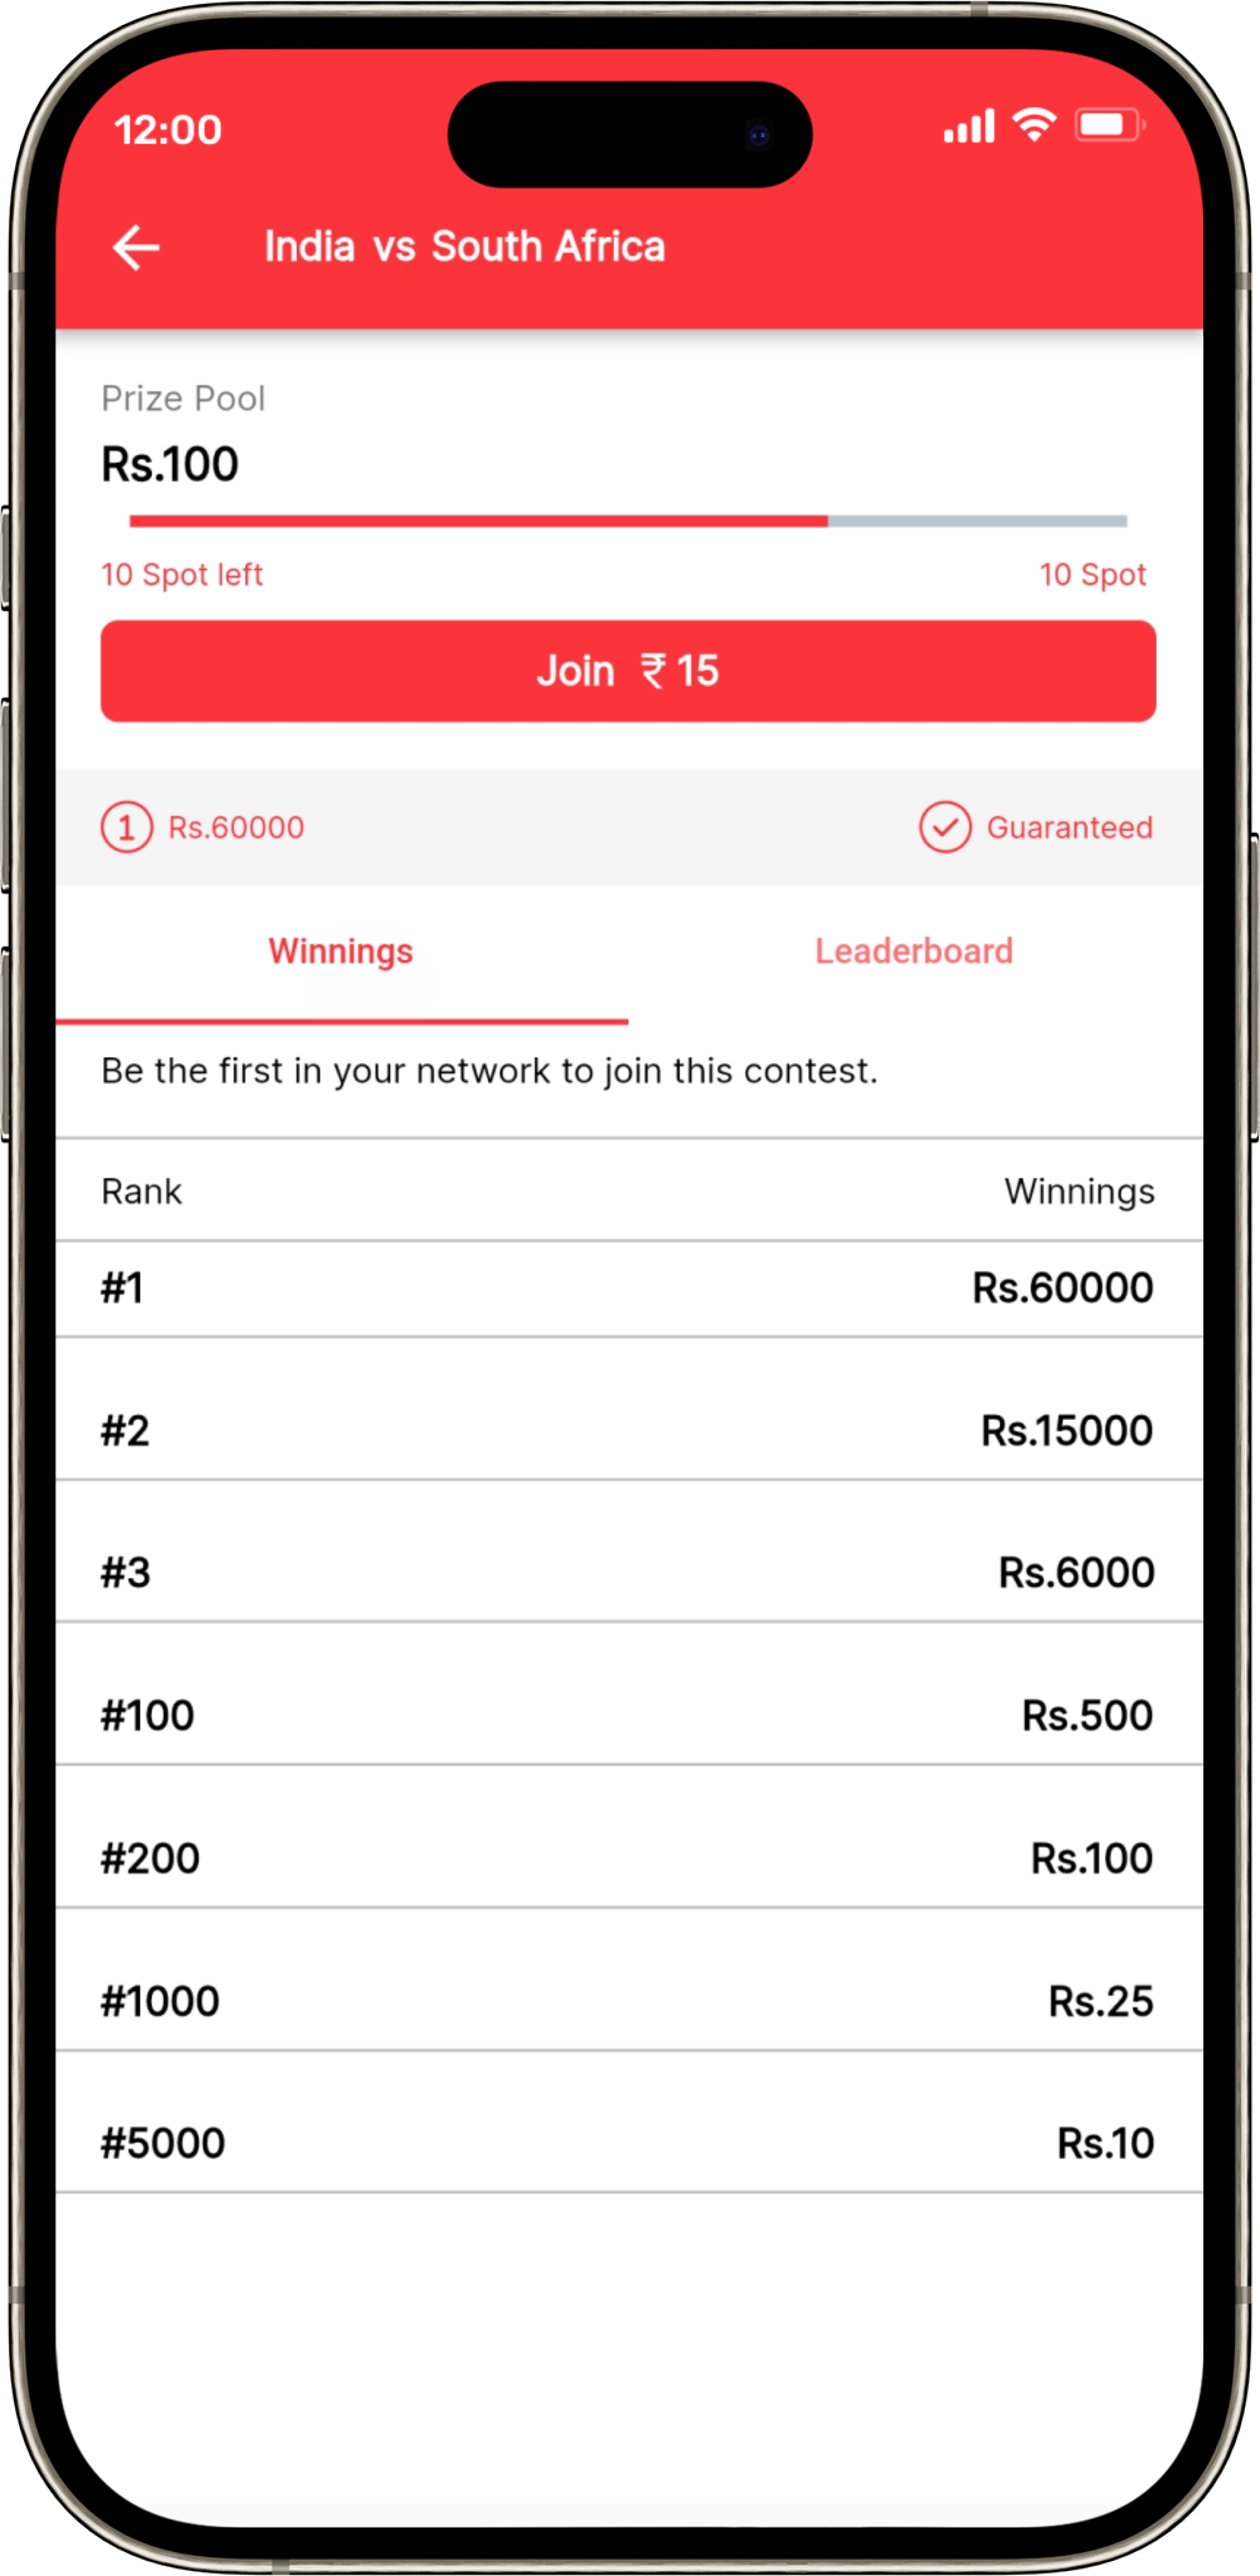 12:00
India vs South Africa
Prize Pool
Rs.100
10 Spot left 10 Spot
Join ₹ 15
1 Rs.60000 Guaranteed
Winnings Leaderboard
Be the first in your network to join this contest.
Rank Winnings
#1 Rs.60000
#2 Rs.15000
#3 Rs.6000
#100 Rs.500
#200 Rs.100
#1000 Rs.25
#5000 Rs.10